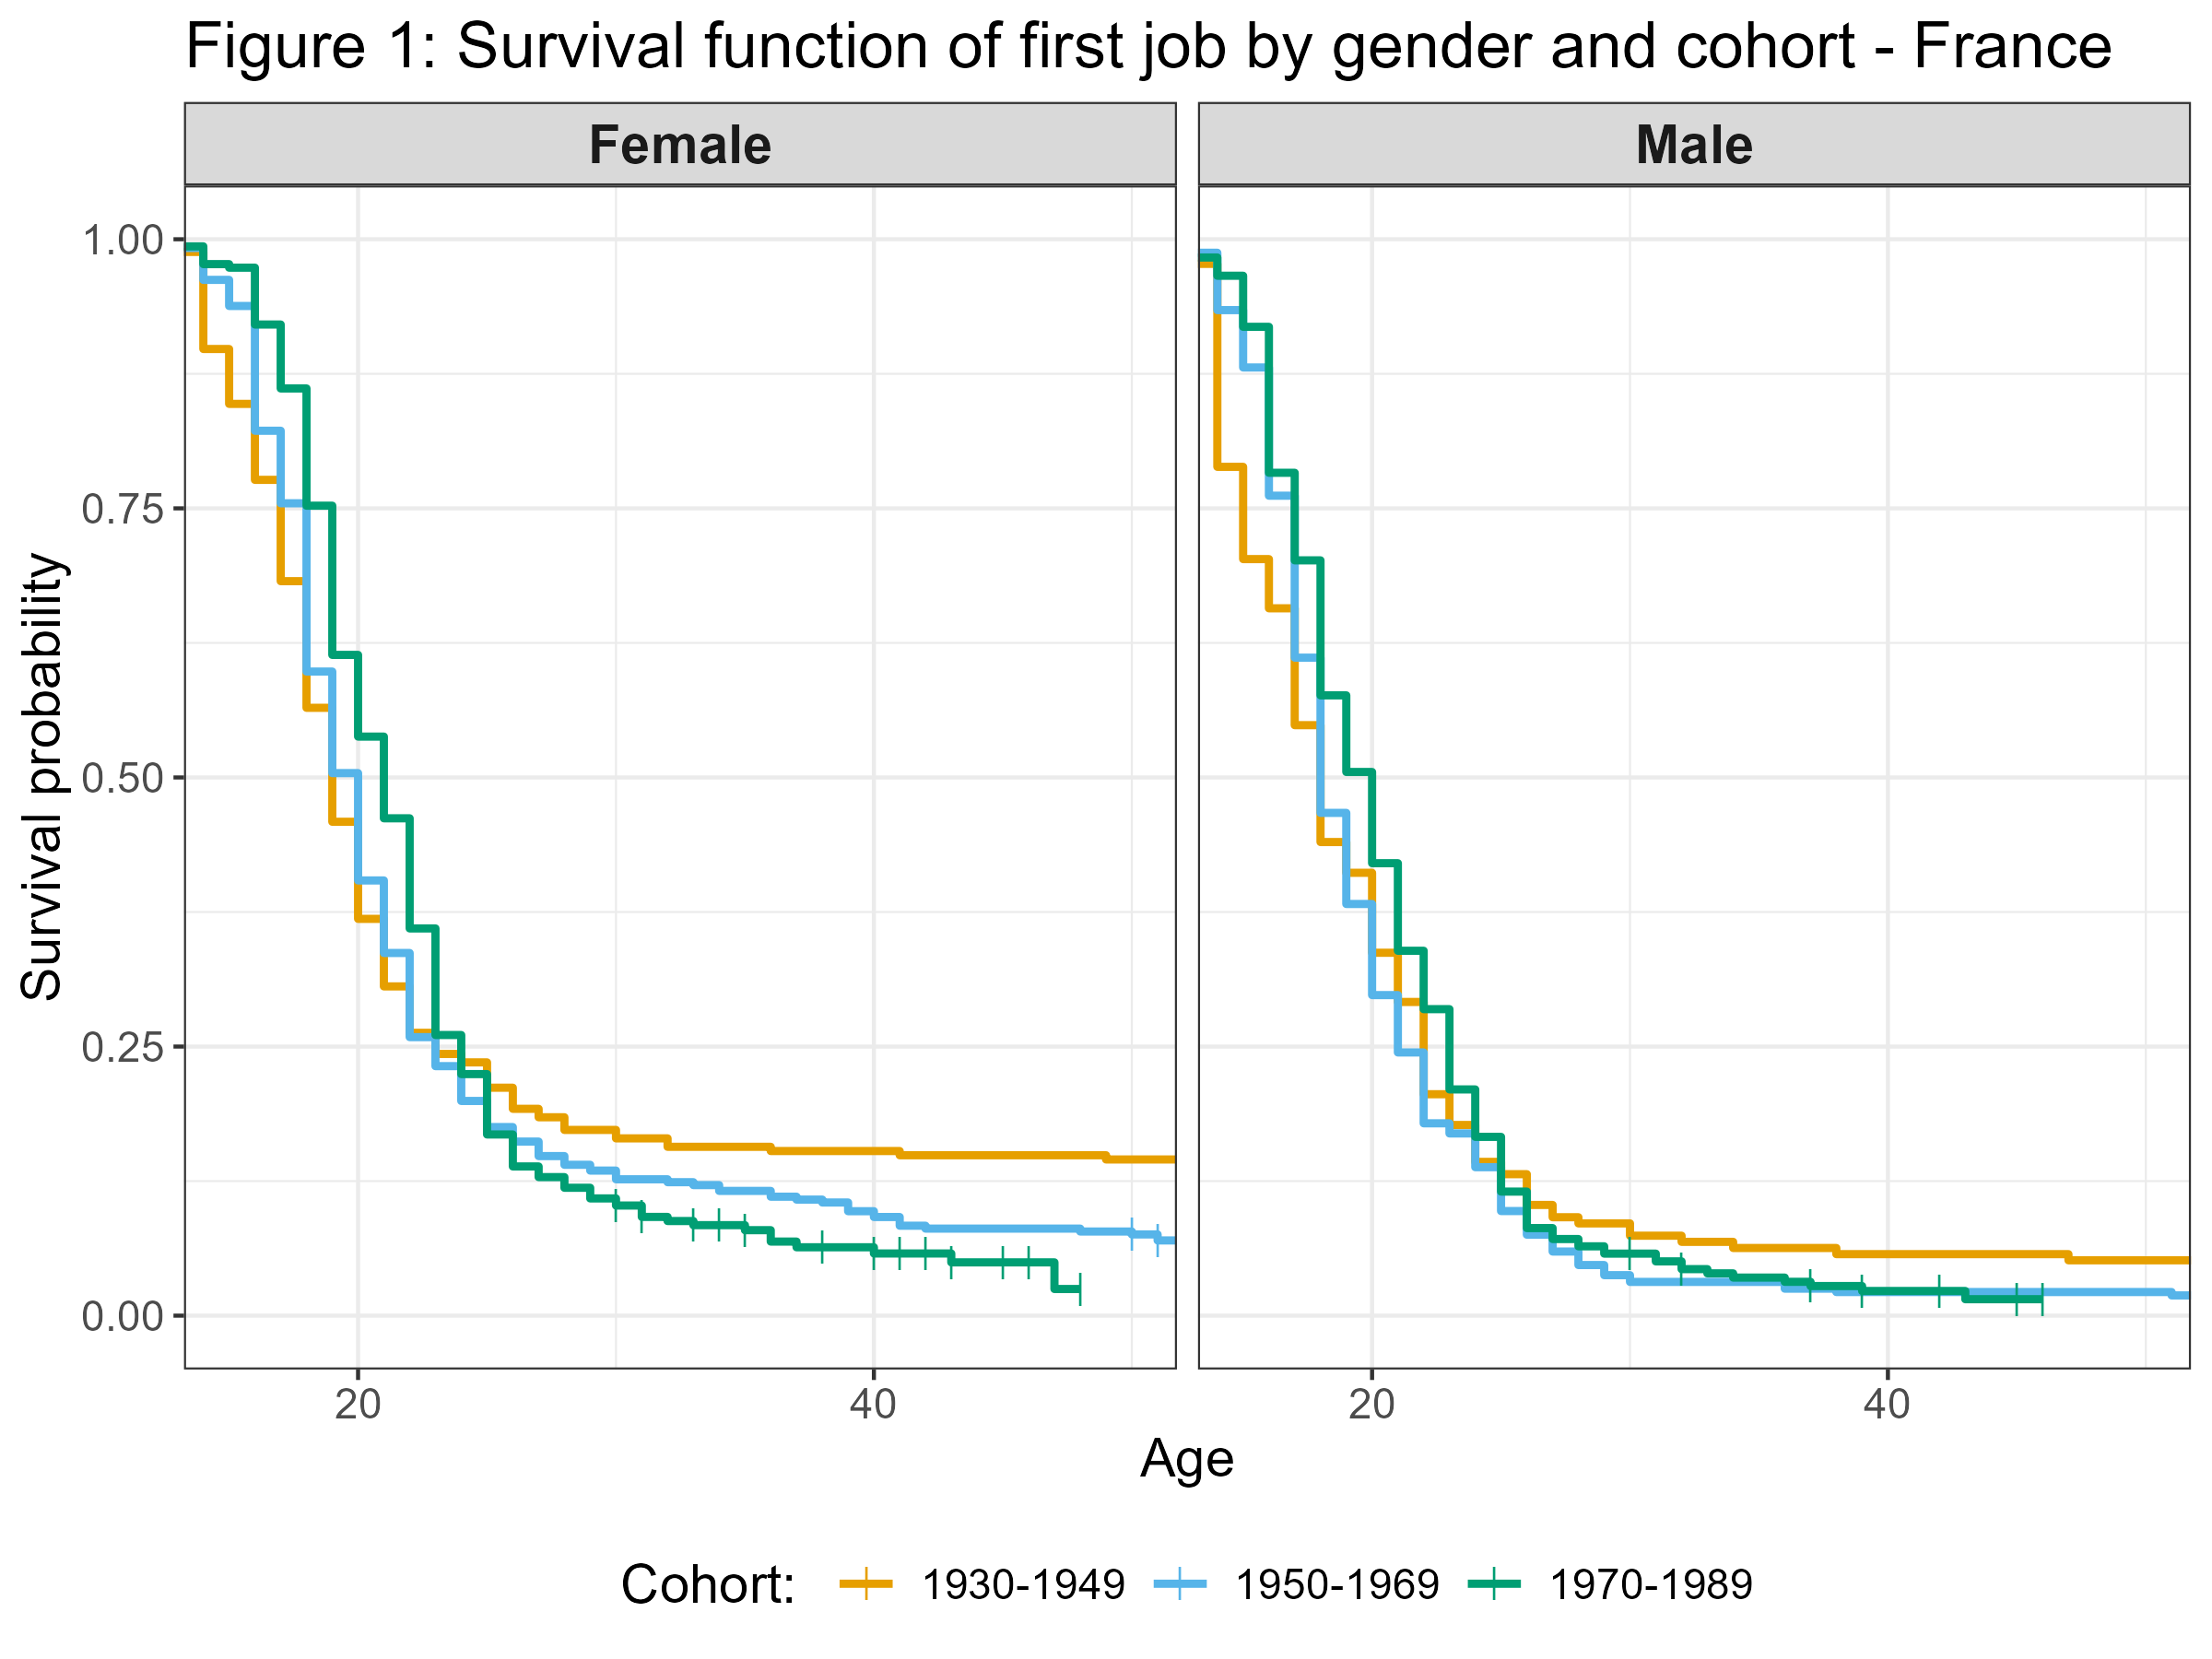 Figure 1: Survival function of first job by gender and cohort - France
Female
Male
1.00
0.75
0.50
0.25
0.00
Survival probability
20
40
20
40
Age
Cohort:
1930-1949
1950-1969
1970-1989